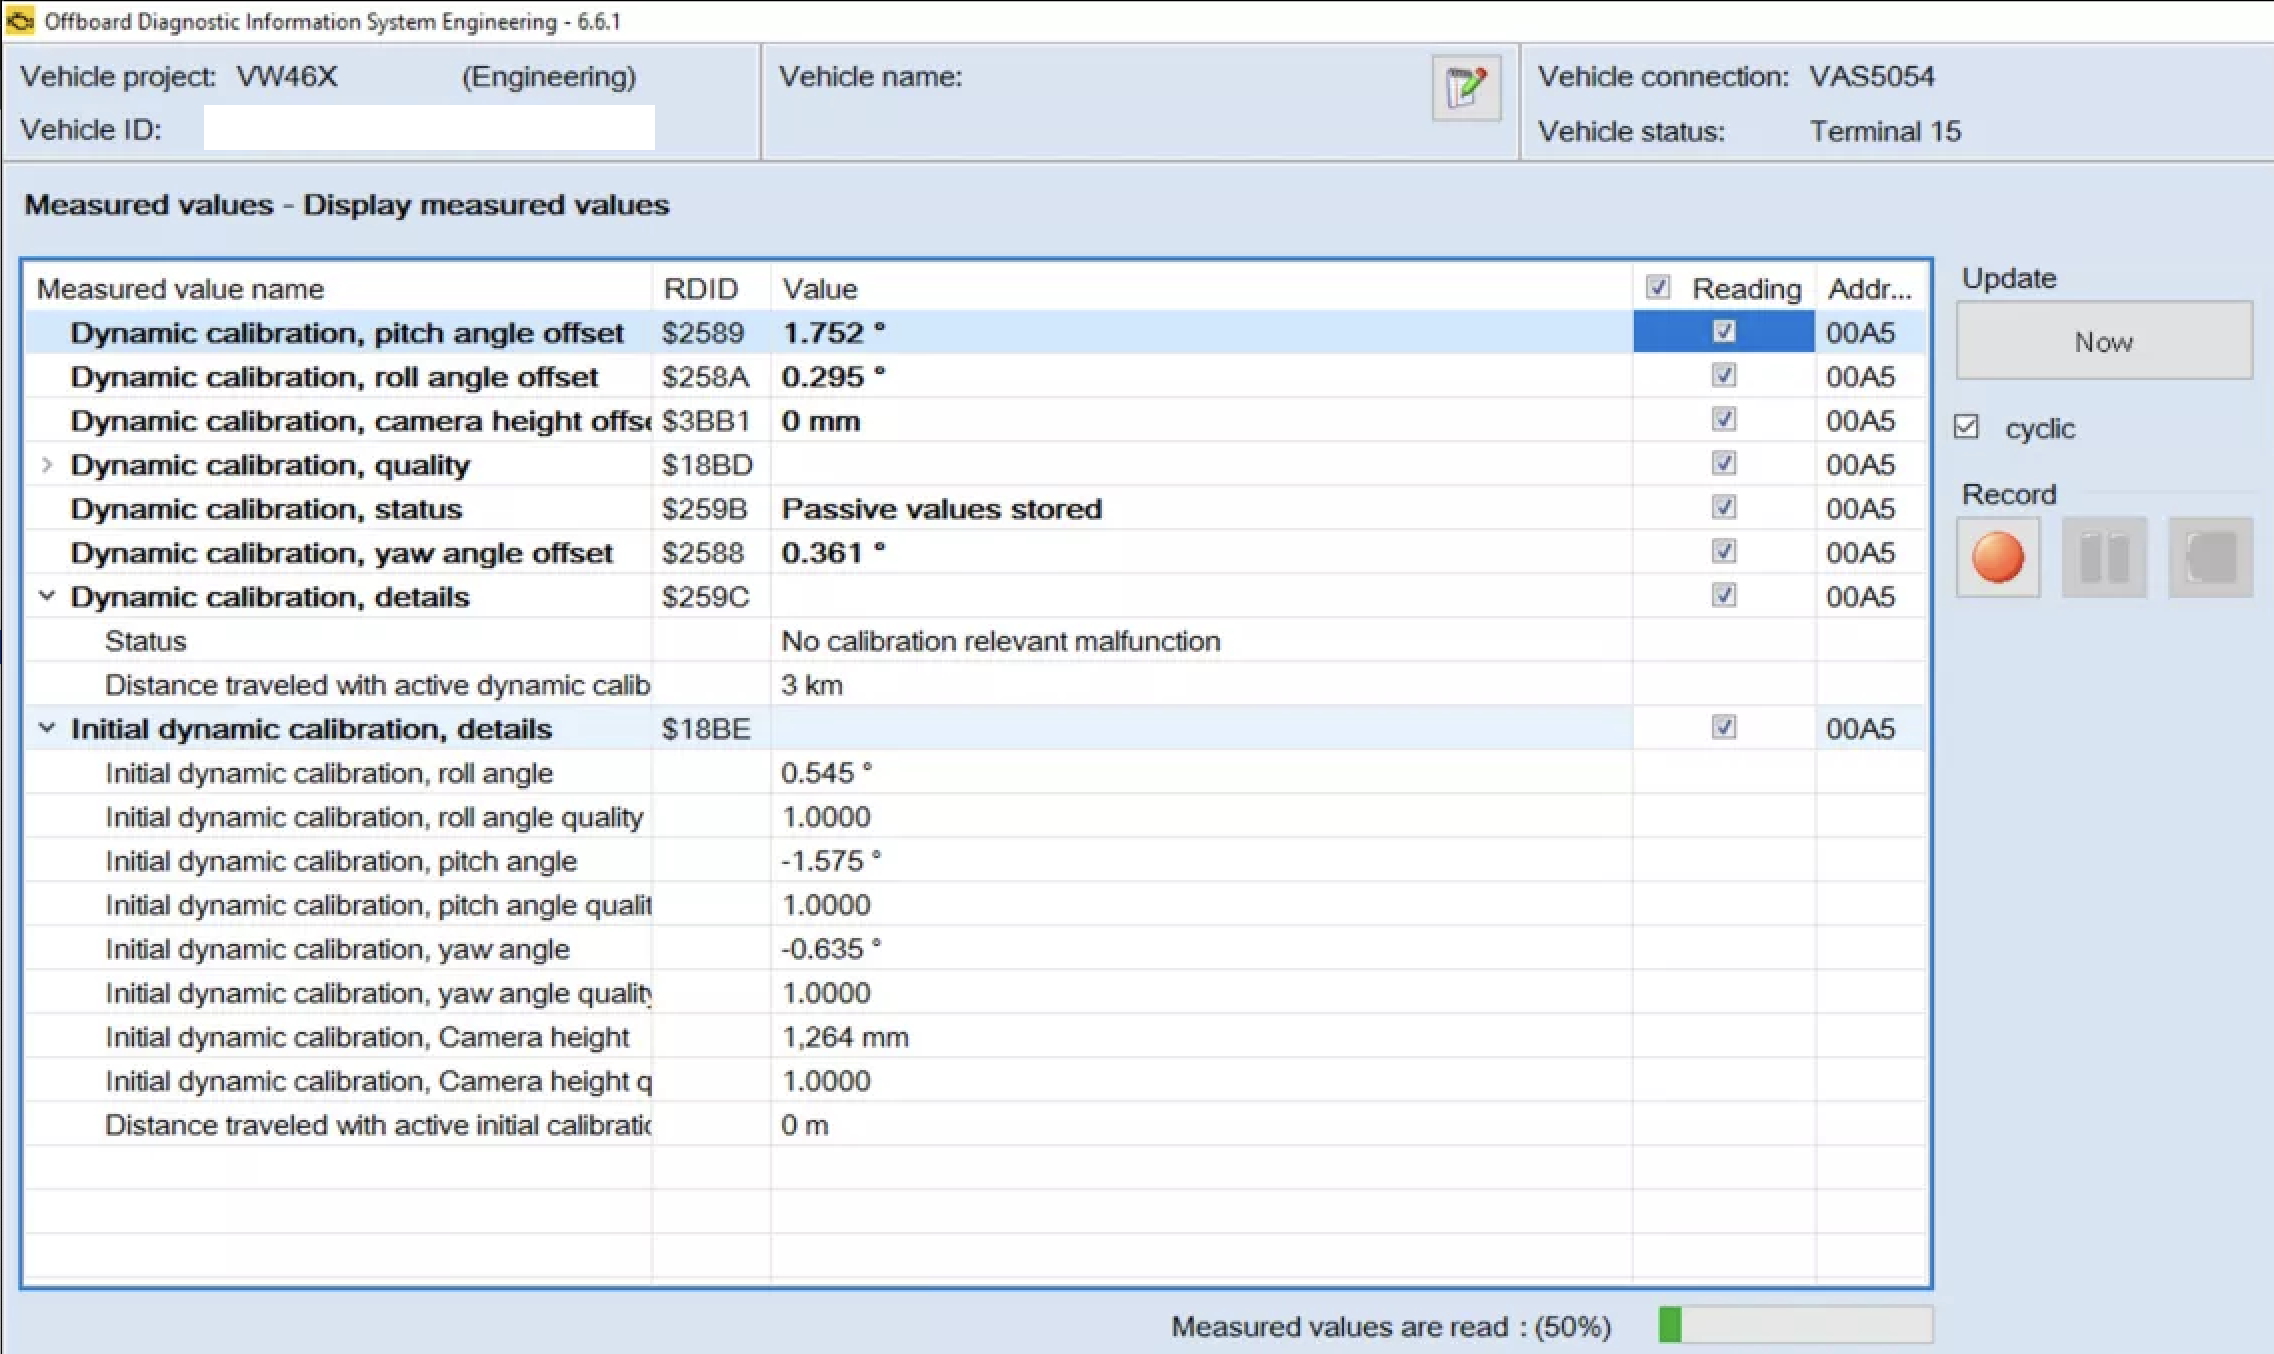 Offboard Diagnostic Information System Engineering - 6.6.1
Vehicle project: VW46X (Engineering)
Vehicle ID:
Vehicle name:
Vehicle connection: VAS5054
Vehicle status: Terminal 15
Measured values - Display measured values
Measured value name RDID Value Reading Addr...
Dynamic calibration, pitch angle offset $2589 1.752 ° 00A5
Dynamic calibration, roll angle offset $258A 0.295 ° 00A5
Dynamic calibration, camera height offse $3BB1 0 mm 00A5
Dynamic calibration, quality $18BD 00A5
Dynamic calibration, status $259B Passive values stored 00A5
Dynamic calibration, yaw angle offset $2588 0.361 ° 00A5
Dynamic calibration, details $259C 00A5
Status No calibration relevant malfunction
Distance traveled with active dynamic calib 3 km
Initial dynamic calibration, details $18BE 00A5
Initial dynamic calibration, roll angle 0.545 °
Initial dynamic calibration, roll angle quality 1.0000
Initial dynamic calibration, pitch angle -1.575 °
Initial dynamic calibration, pitch angle qualit 1.0000
Initial dynamic calibration, yaw angle -0.635 °
Initial dynamic calibration, yaw angle quality 1.0000
Initial dynamic calibration, Camera height 1,264 mm
Initial dynamic calibration, Camera height q 1.0000
Distance traveled with active initial calibratio 0 m
Update
Now
cyclic
Record
Measured values are read : (50%)